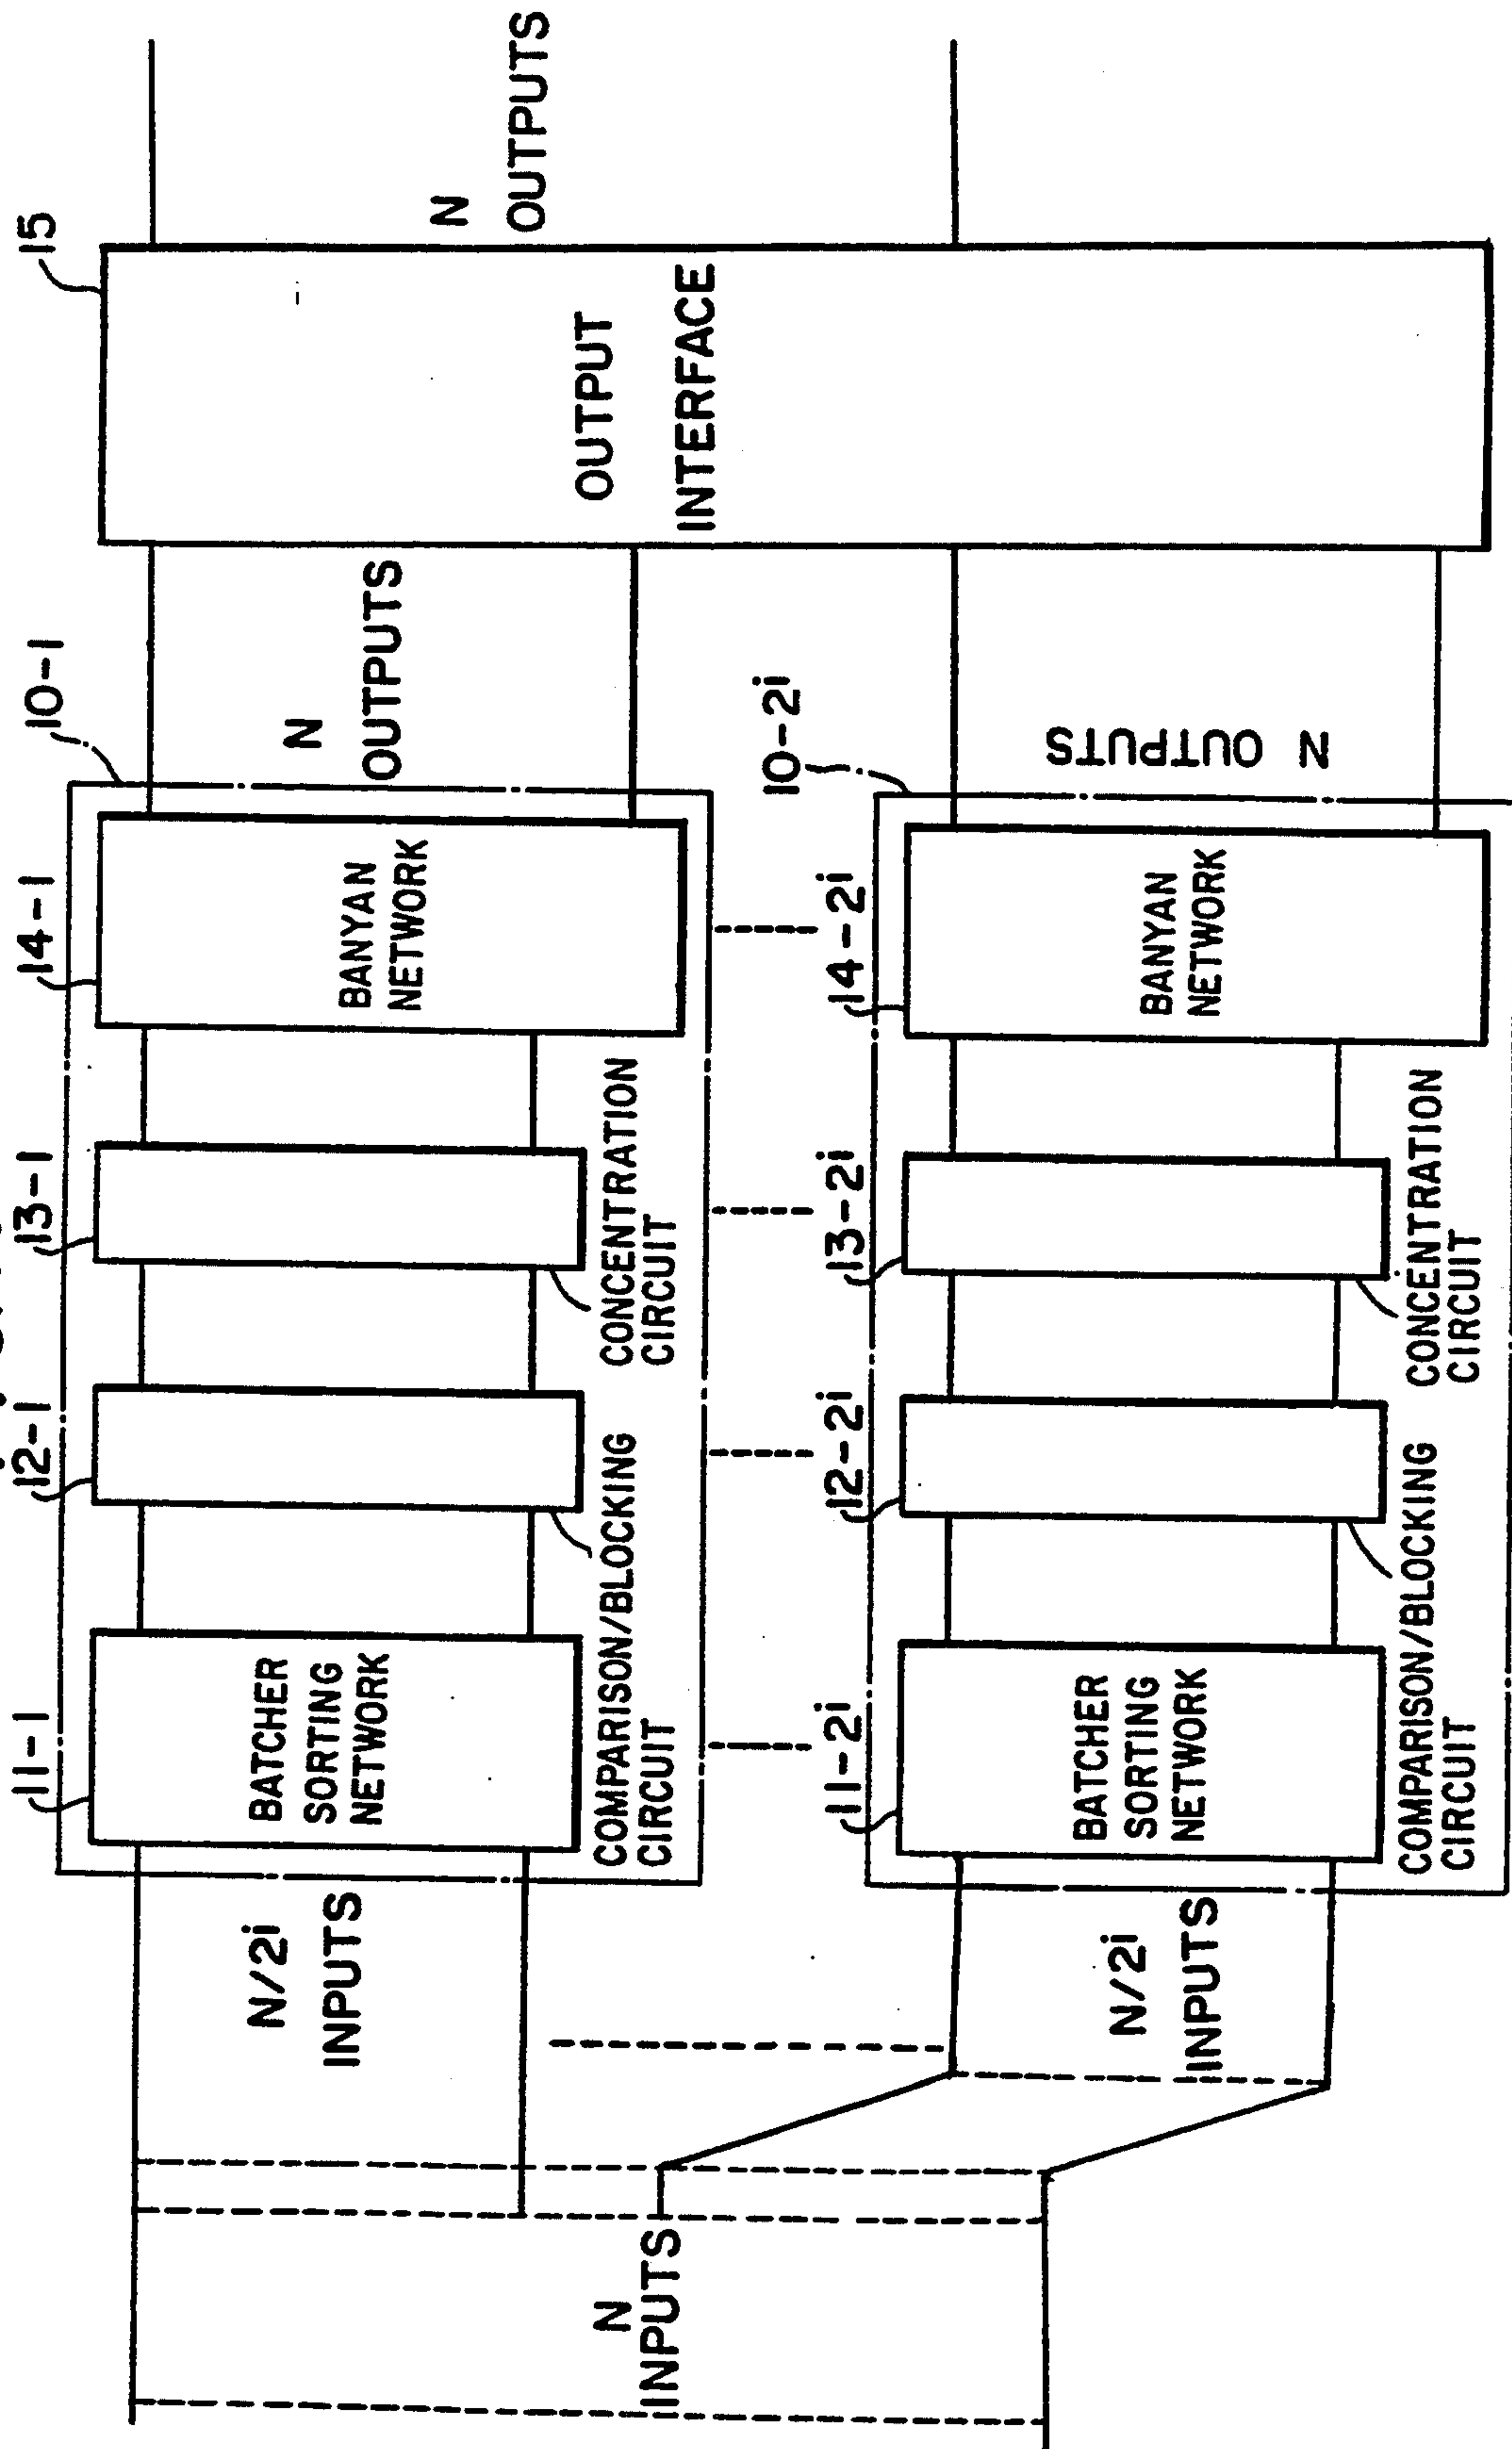 N
INPUTS
N/2i
INPUTS
N/2i
INPUTS
10-1
11-1
BATCHER
SORTING
NETWORK
12-1
COMPARISON/BLOCKING
CIRCUIT
13-1
CONCENTRATION
CIRCUIT
14-1
BANYAN
NETWORK
N
OUTPUTS
10-2i
11-2i
BATCHER
SORTING
NETWORK
12-2i
COMPARISON/BLOCKING
CIRCUIT
13-2i
CONCENTRATION
CIRCUIT
14-2i
BANYAN
NETWORK
N OUTPUTS
15
OUTPUT
INTERFACE
N
OUTPUTS